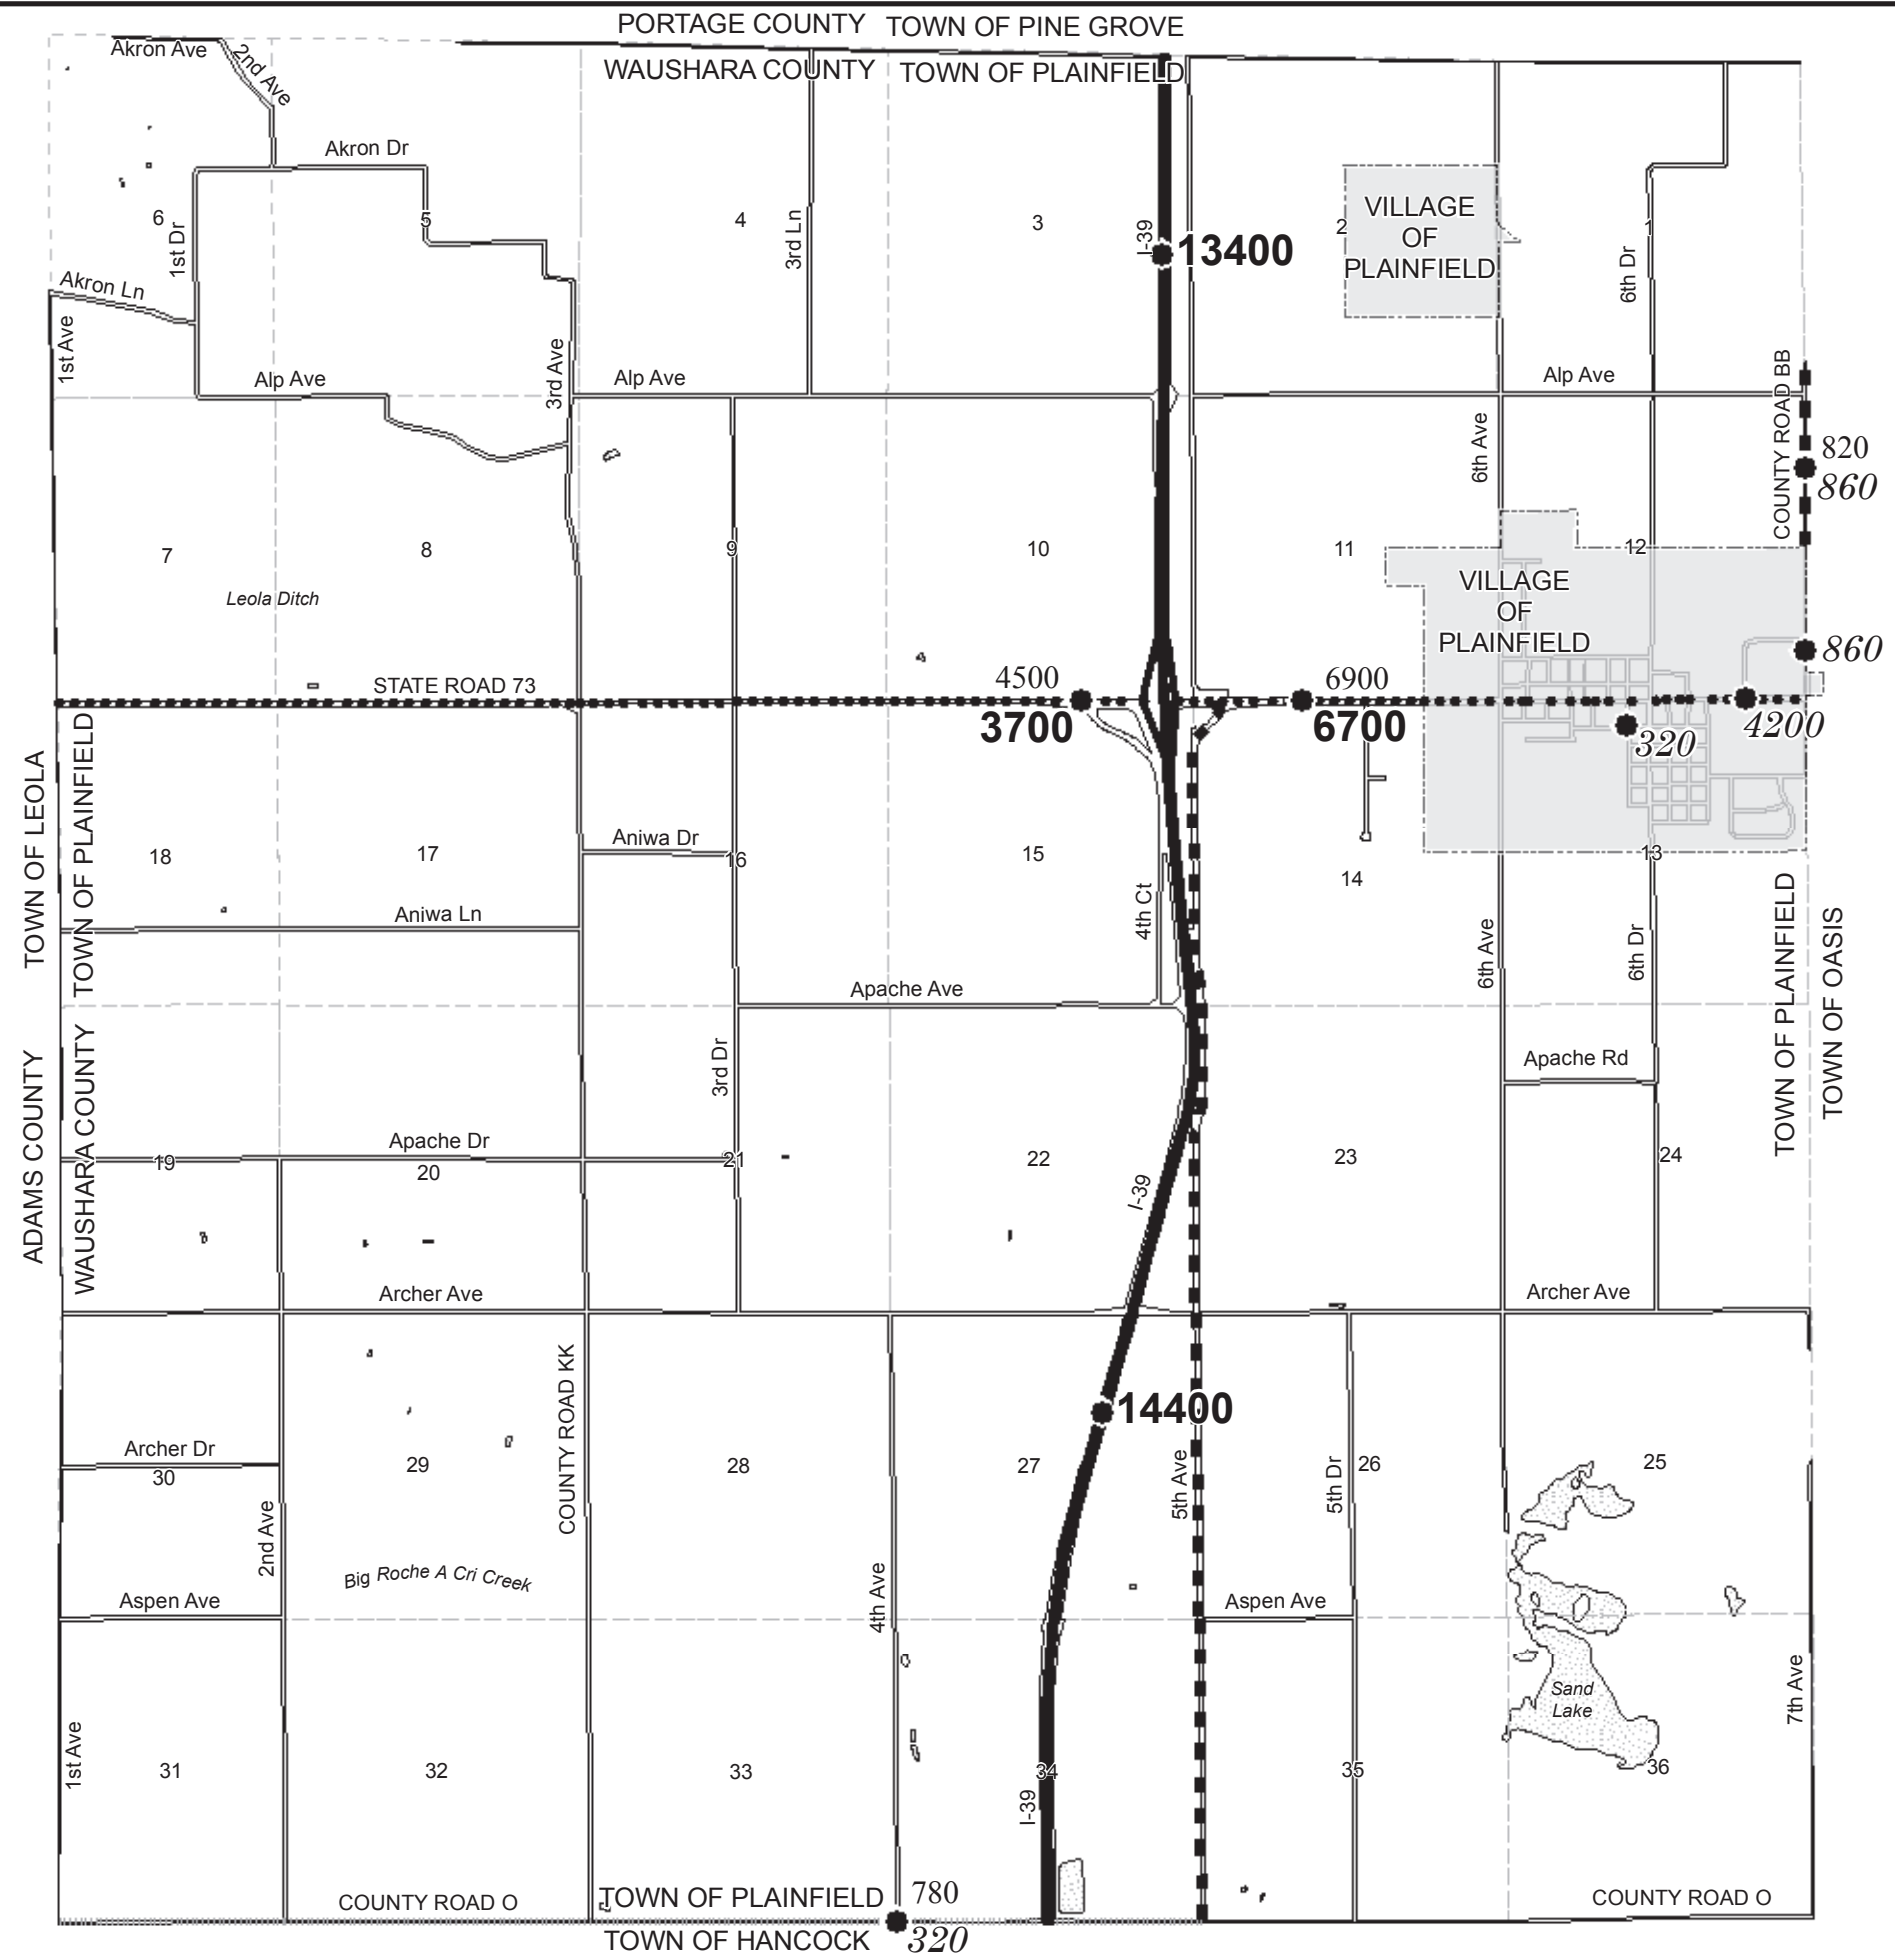 PORTAGE COUNTY TOWN OF PINE GROVE
WAUSHARA COUNTY TOWN OF PLAINFIELD
Akron Ave
2nd Ave
Akron Dr
6
1st Dr
5
4
3rd Ln
3
I-39
13400
2
VILLAGE
OF
PLAINFIELD
1
6th Dr
Akron Ln
1st Ave
Alp Ave
3rd Ave
Alp Ave
Alp Ave
COUNTY ROAD BB
6th Ave
820
860
7
8
9
10
11
12
Leola Ditch
VILLAGE
OF
PLAINFIELD
860
STATE ROAD 73
4500
3700
6900
6700
4200
320
TOWN OF LEOLA
TOWN OF PLAINFIELD
18
17
Aniwa Dr
16
15
4th Ct
14
13
Aniwa Ln
6th Ave
6th Dr
TOWN OF PLAINFIELD
TOWN OF OASIS
Apache Ave
ADAMS COUNTY
WAUSHARA COUNTY
3rd Dr
Apache Rd
Apache Dr
19
20
21
22
I-39
23
24
Archer Ave
Archer Ave
COUNTY ROAD KK
14400
Archer Dr
30
29
28
27
5th Ave
5th Dr
26
25
2nd Ave
Big Roche A Cri Creek
4th Ave
Aspen Ave
Aspen Ave
Sand
Lake
7th Ave
1st Ave
31
32
33
34
I-39
35
36
COUNTY ROAD O
TOWN OF PLAINFIELD
780
COUNTY ROAD O
TOWN OF HANCOCK
320